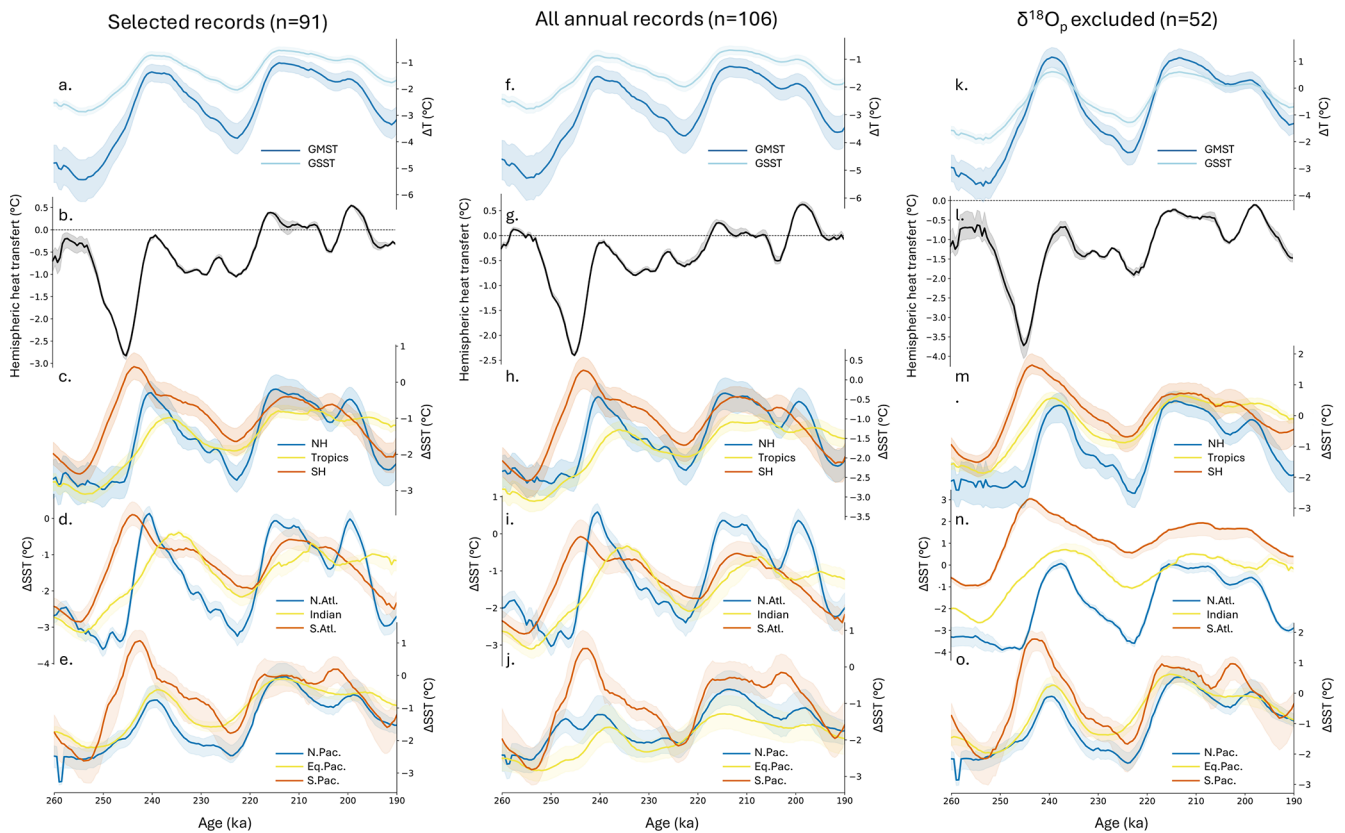 Selected records (n=91)
All annual records (n=106)
δ¹⁸Oₚ excluded (n=52)
a.
−1
−2
−3
−4
−5
−6
ΔT (°C)
GMST
GSST
f.
−1
−2
−3
−4
−5
−6
ΔT (°C)
GMST
GSST
k.
1
0
−1
−2
−3
−4
ΔT (°C)
GMST
GSST
b.
Hemispheric heat transfert (°C)
0.5
0.0
−0.5
−1.0
−1.5
−2.0
−2.5
−3.0
g.
Hemispheric heat transfert (°C)
0.5
0.0
−0.5
−1.0
−1.5
−2.0
−2.5
l.
Hemispheric heat transfert (°C)
0.0
−0.5
−1.0
−1.5
−2.0
−2.5
−3.0
−3.5
−4.0
c.
1
0
−1
−2
−3
ΔSST (°C)
NH
Tropics
SH
h.
0.5
0.0
−0.5
−1.0
−1.5
−2.0
−2.5
−3.0
−3.5
ΔSST (°C)
NH
Tropics
SH
m
.
2
1
0
−1
−2
−3
ΔSST (°C)
NH
Tropics
SH
d.
0
−1
−2
−3
−4
ΔSST (°C)
N.Atl.
Indian
S.Atl.
i.
1
0
−1
−2
−3
ΔSST (°C)
N.Atl.
Indian
S.Atl.
n.
3
2
1
0
−1
−2
−3
−4
ΔSST (°C)
N.Atl.
Indian
S.Atl.
e.
1
0
−1
−2
−3
ΔSST (°C)
N.Pac.
Eq.Pac.
S.Pac.
j.
1
0
−1
−2
−3
ΔSST (°C)
N.Pac.
Eq.Pac.
S.Pac.
o.
2
1
0
−1
−2
−3
ΔSST (°C)
N.Pac.
Eq.Pac.
S.Pac.
260 250 240 230 220 210 200 190
Age (ka)
260 250 240 230 220 210 200 190
Age (ka)
260 250 240 230 220 210 200 190
Age (ka)